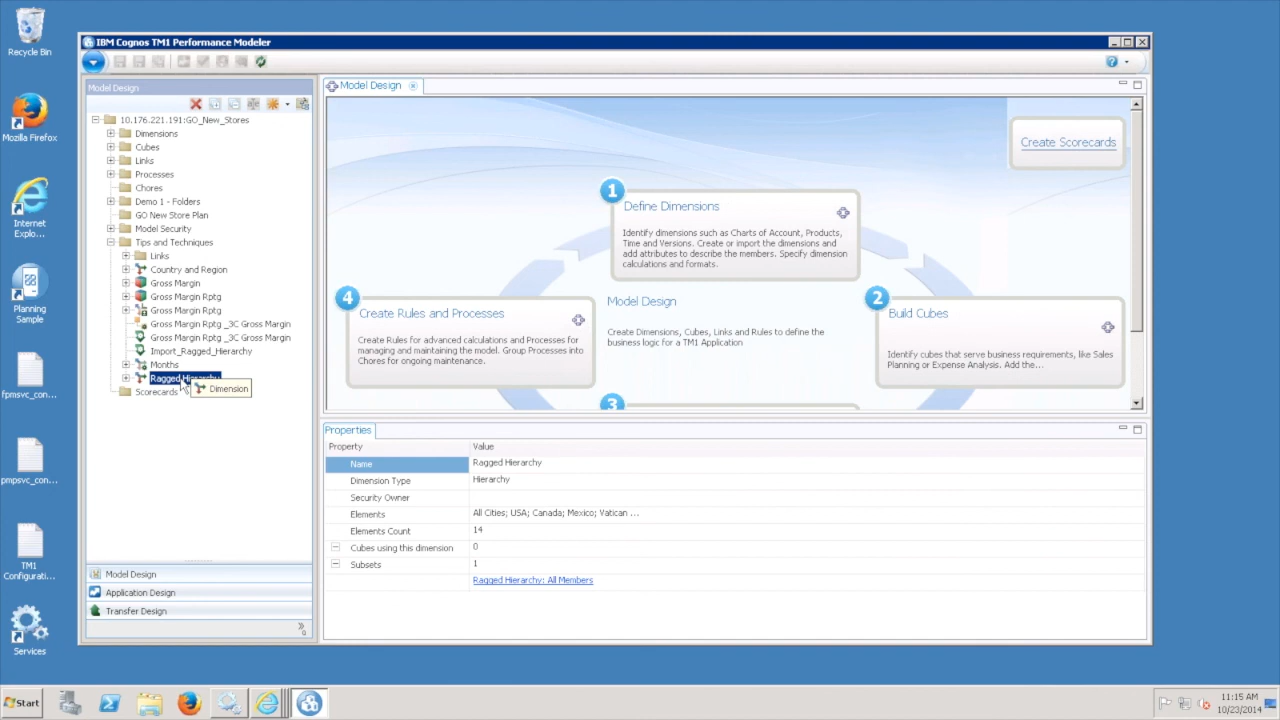 Recycle Bin
Mozilla Firefox
Internet
Explo...
Planning
Sample
fpmsvc_con...
pmpsvc_con...
TM1
Configurati...
Services
IBM Cognos TM1 Performance Modeler
Model Design
10.176.221.191:GO_New_Stores
Dimensions
Cubes
Links
Processes
Chores
Demo 1 - Folders
GO New Store Plan
Model Security
Tips and Techniques
Links
Country and Region
Gross Margin
Gross Margin Rptg
Gross Margin Rptg
Gross Margin Rptg _3C Gross Margin
Gross Margin Rptg _3C Gross Margin
Import_Ragged_Hierarchy
Months
Ragged Hierarchy
Dimension
Scorecards
Model Design
Application Design
Transfer Design
Model Design
Create Scorecards
1
Define Dimensions
Identify dimensions such as Charts of Account, Products,
Time and Versions. Create or import the dimensions and
add attributes to describe the members. Specify dimension
calculations and formats.
4
Create Rules and Processes
Create Rules for advanced calculations and Processes for
managing and maintaining the model. Group Processes into
Chores for ongoing maintenance.
Model Design
Create Dimensions, Cubes, Links and Rules to define the
business logic for a TM1 Application
2
Build Cubes
Identify cubes that serve business requirements, like Sales
Planning or Expense Analysis. Add the...
3
Properties
Property Value
Name Ragged Hierarchy
Dimension Type Hierarchy
Security Owner
Elements All Cities; USA; Canada; Mexico; Vatican ...
Elements Count 14
Cubes using this dimension 0
Subsets 1
Ragged Hierarchy: All Members
Start
11:15 AM
10/23/2014